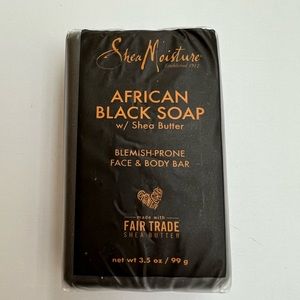 SheaMoisture
Established 1912
AFRICAN
BLACK SOAP
w/ Shea Butter
BLEMISH-PRONE
FACE & BODY BAR
made with
FAIR TRADE
SHEA BUTTER
net wt 3.5 oz / 99 g